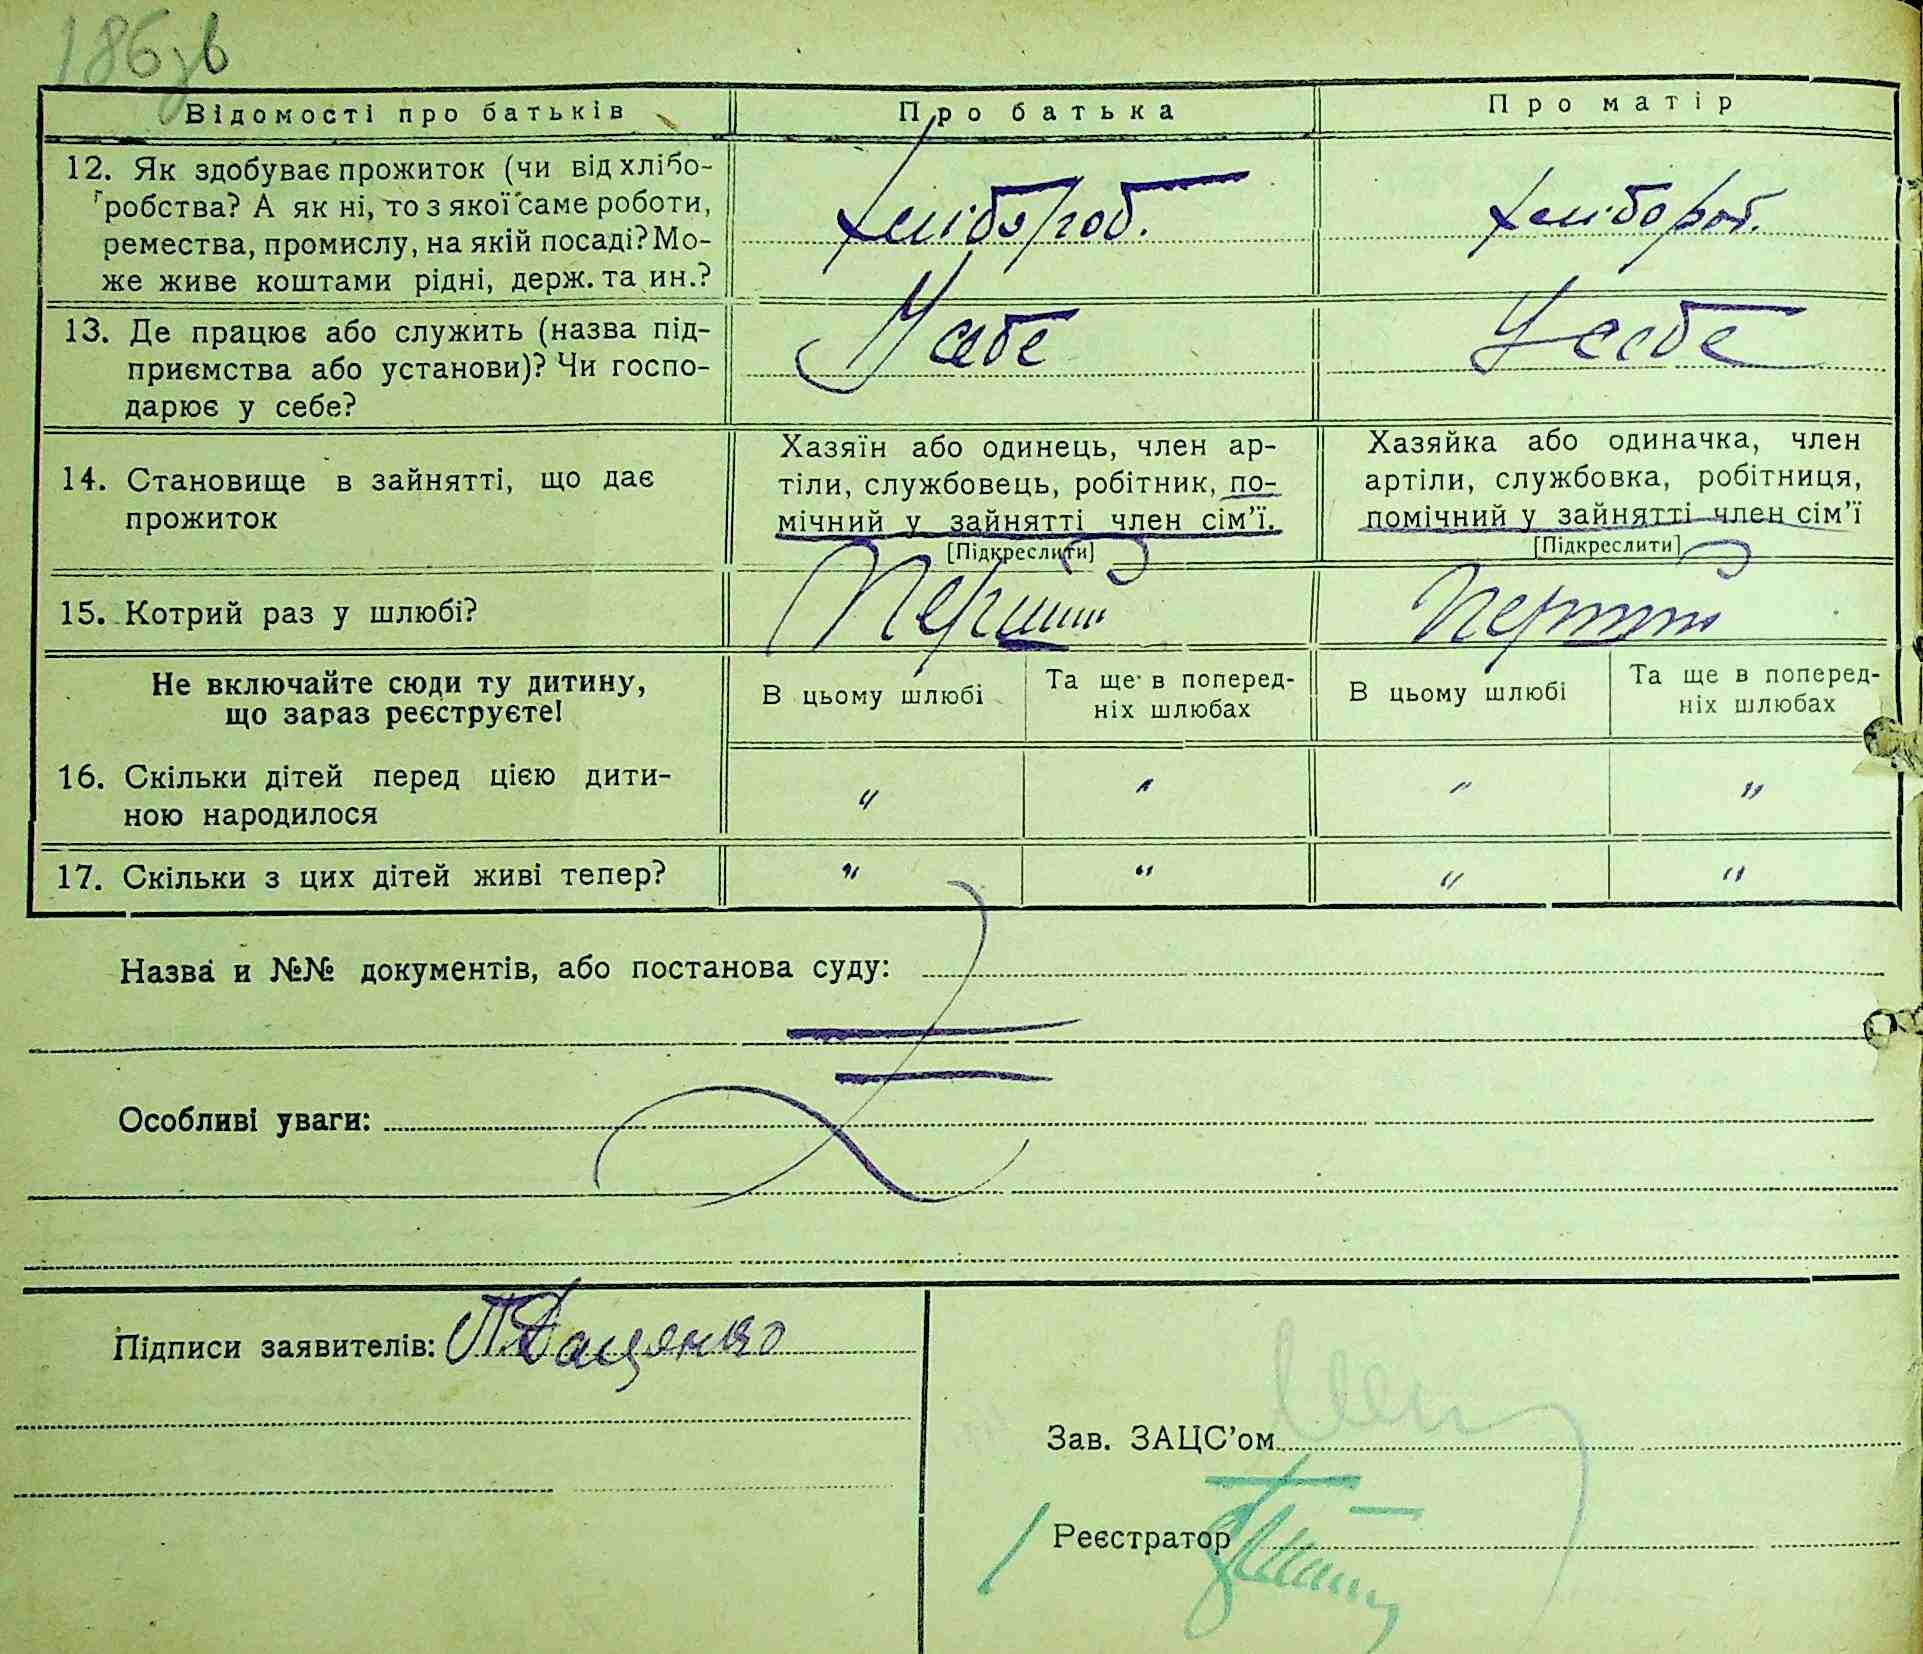 186зв
Відомості про батьків
Про батька
Про матір
12. Як здобуває прожиток (чи від хлібо-
робства? А як ні, то з якої саме роботи,
ремества, промислу, на якій посаді? Мо-
же живе коштами рідні, держ. та ин.?
хлібороб.
хлібороб.
13. Де працює або служить (назва під-
приємства або установи)? Чи госпо-
дарює у себе?
У себе
У себе
14. Становище в зайнятті, що дає
прожиток
Хазяїн або одинець, член ар-
тіли, службовець, робітник, по-
мічний у зайнятті член сім'ї.
[Підкреслити]
Хазяйка або одиначка, член
артіли, службовка, робітниця,
помічний у зайнятті член сім'ї
[Підкреслити]
15. Котрий раз у шлюбі?
Перший
Перший
Не включайте сюди ту дитину,
що зараз реєструєте!
В цьому шлюбі
Та ще в поперед-
ніх шлюбах
В цьому шлюбі
Та ще в поперед-
ніх шлюбах
16. Скільки дітей перед цією дити-
ною народилося
" " " "
17. Скільки з цих дітей живі тепер?
" " " "
Назва и №№ документів, або постанова суду:
Особливі уваги:
Підписи заявителів: П Даценко
Зав. ЗАЦС'ом
Реєстратор